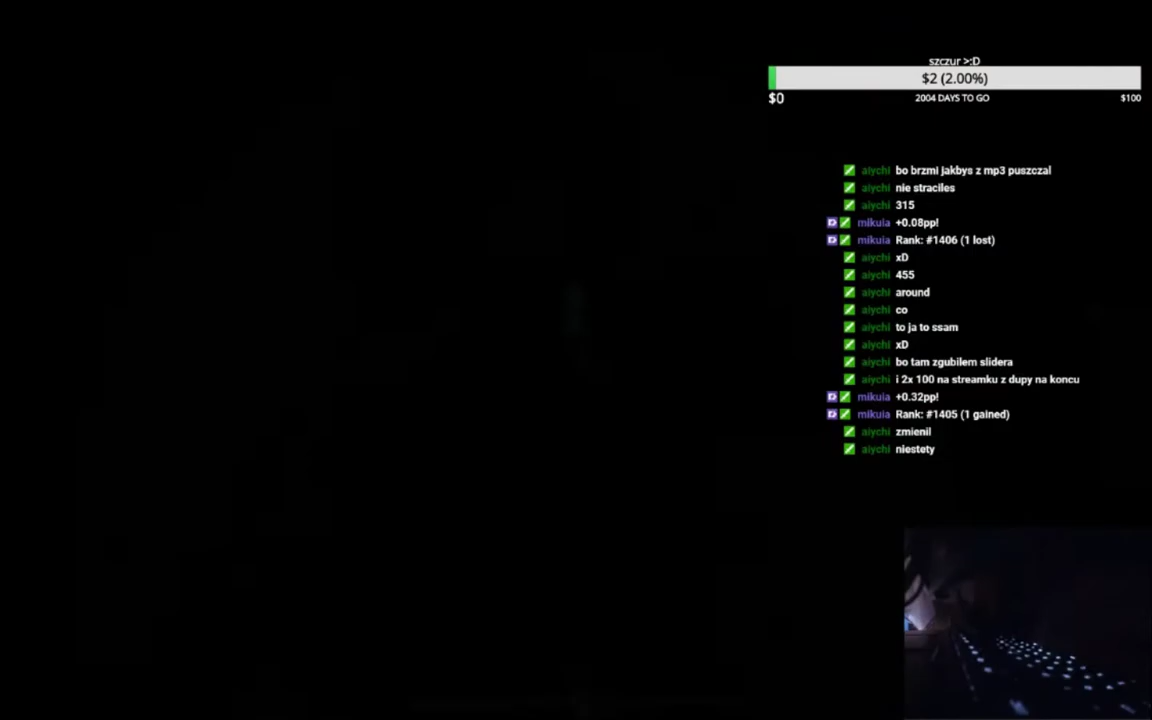 szczur >:D
$2 (2.00%)
$0 2004 DAYS TO GO $100
aiychi bo brzmi jakbys z mp3 puszczal
aiychi nie straciles
aiychi 315
mikuia +0.08pp!
mikuia Rank: #1406 (1 lost)
aiychi xD
aiychi 455
aiychi around
aiychi co
aiychi to ja to ssam
aiychi xD
aiychi bo tam zgubilem slidera
aiychi i 2x 100 na streamku z dupy na koncu
mikuia +0.32pp!
mikuia Rank: #1405 (1 gained)
aiychi zmienil
aiychi niestety